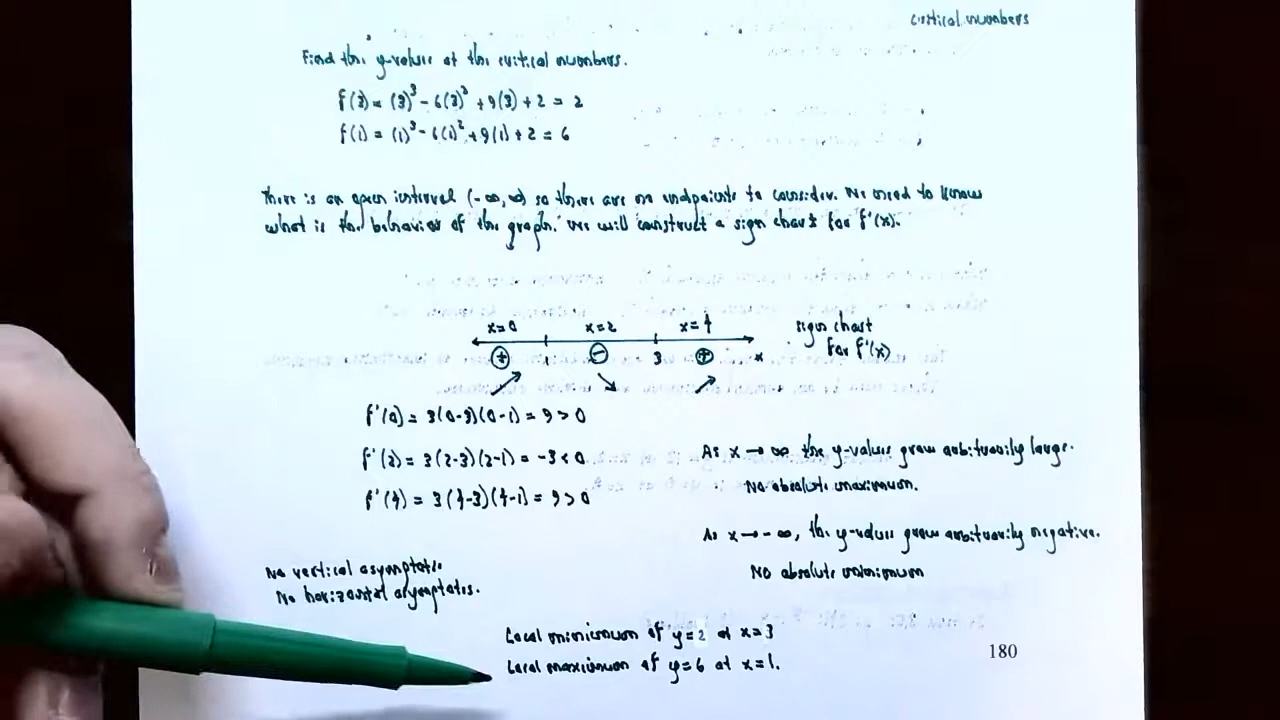 critical numbers
Find the y-values at the critical numbers.
f(3) = (3)³ - 6(3)² + 9(3) + 2 = 2
f(1) = (1)³ - 6(1)² + 9(1) + 2 = 6
There is an open interval (-∞, ∞) so there are no endpoints to consider. We need to know
what is the behavior of the graph. We will construct a sign chart for f'(x).
x=0 x=2 x=4
+ 1 - 3 + x
sign chart
for f'(x)
f'(0) = 3(0-3)(0-1) = 9 > 0
f'(2) = 3(2-3)(2-1) = -3 < 0
f'(4) = 3(4-3)(4-1) = 9 > 0
As x → ∞ the y-values grow arbitrarily large.
No absolute maximum.
As x → -∞, the y-values grow arbitrarily negative.
No absolute minimum
No vertical asymptotes
No horizontal asymptotes.
Local minimum of y=2 at x=3
Local maximum of y=6 at x=1.
180